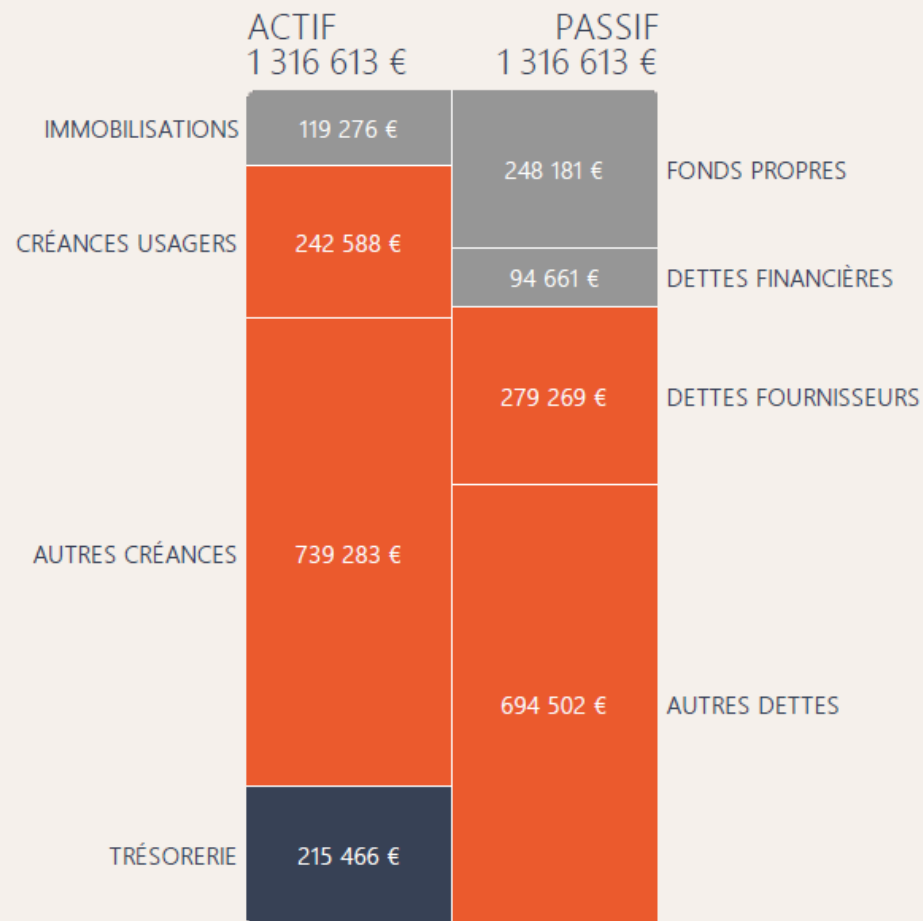 ACTIF
1 316 613 €
PASSIF
1 316 613 €
IMMOBILISATIONS
119 276 €
CRÉANCES USAGERS
242 588 €
AUTRES CRÉANCES
739 283 €
TRÉSORERIE
215 466 €
248 181 €
FONDS PROPRES
94 661 €
DETTES FINANCIÈRES
279 269 €
DETTES FOURNISSEURS
694 502 €
AUTRES DETTES